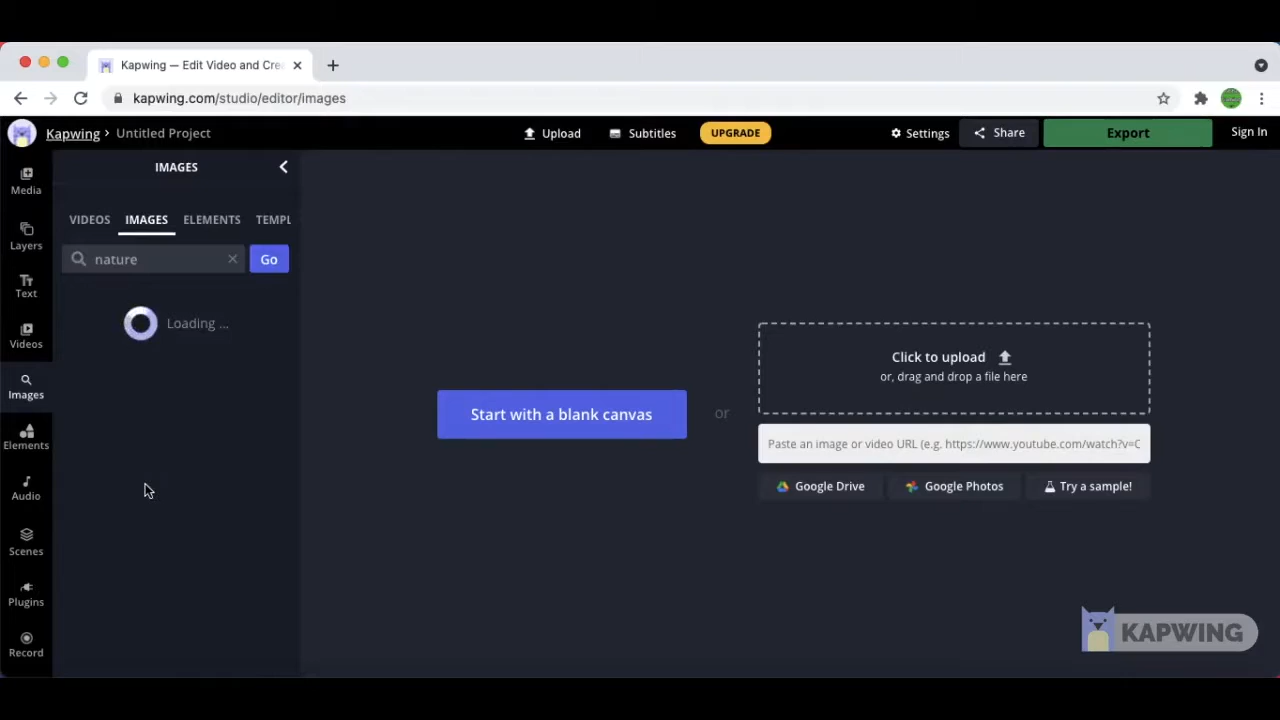 Kapwing — Edit Video and Cre
kapwing.com/studio/editor/images
Kapwing > Untitled Project
Upload
Subtitles
UPGRADE
Settings
Share
Export
Sign In
Media
Layers
Text
Videos
Images
Elements
Audio
Scenes
Plugins
Record
IMAGES
VIDEOS IMAGES ELEMENTS TEMPL
nature
Go
Loading ...
Start with a blank canvas
or
Click to upload
or, drag and drop a file here
Paste an image or video URL (e.g. https://www.youtube.com/watch?v=C
Google Drive
Google Photos
Try a sample!
KAPWING